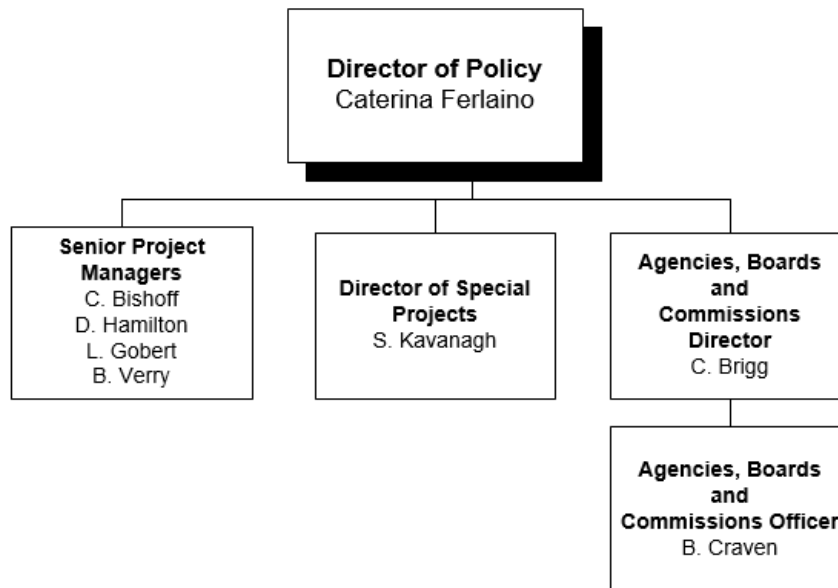 Director of Policy
Caterina Ferlaino
Senior Project
Managers
C. Bishoff
D. Hamilton
L. Gobert
B. Verry
Director of Special
Projects
S. Kavanagh
Agencies, Boards
and
Commissions
Director
C. Brigg
Agencies, Boards
and
Commissions Officer
B. Craven